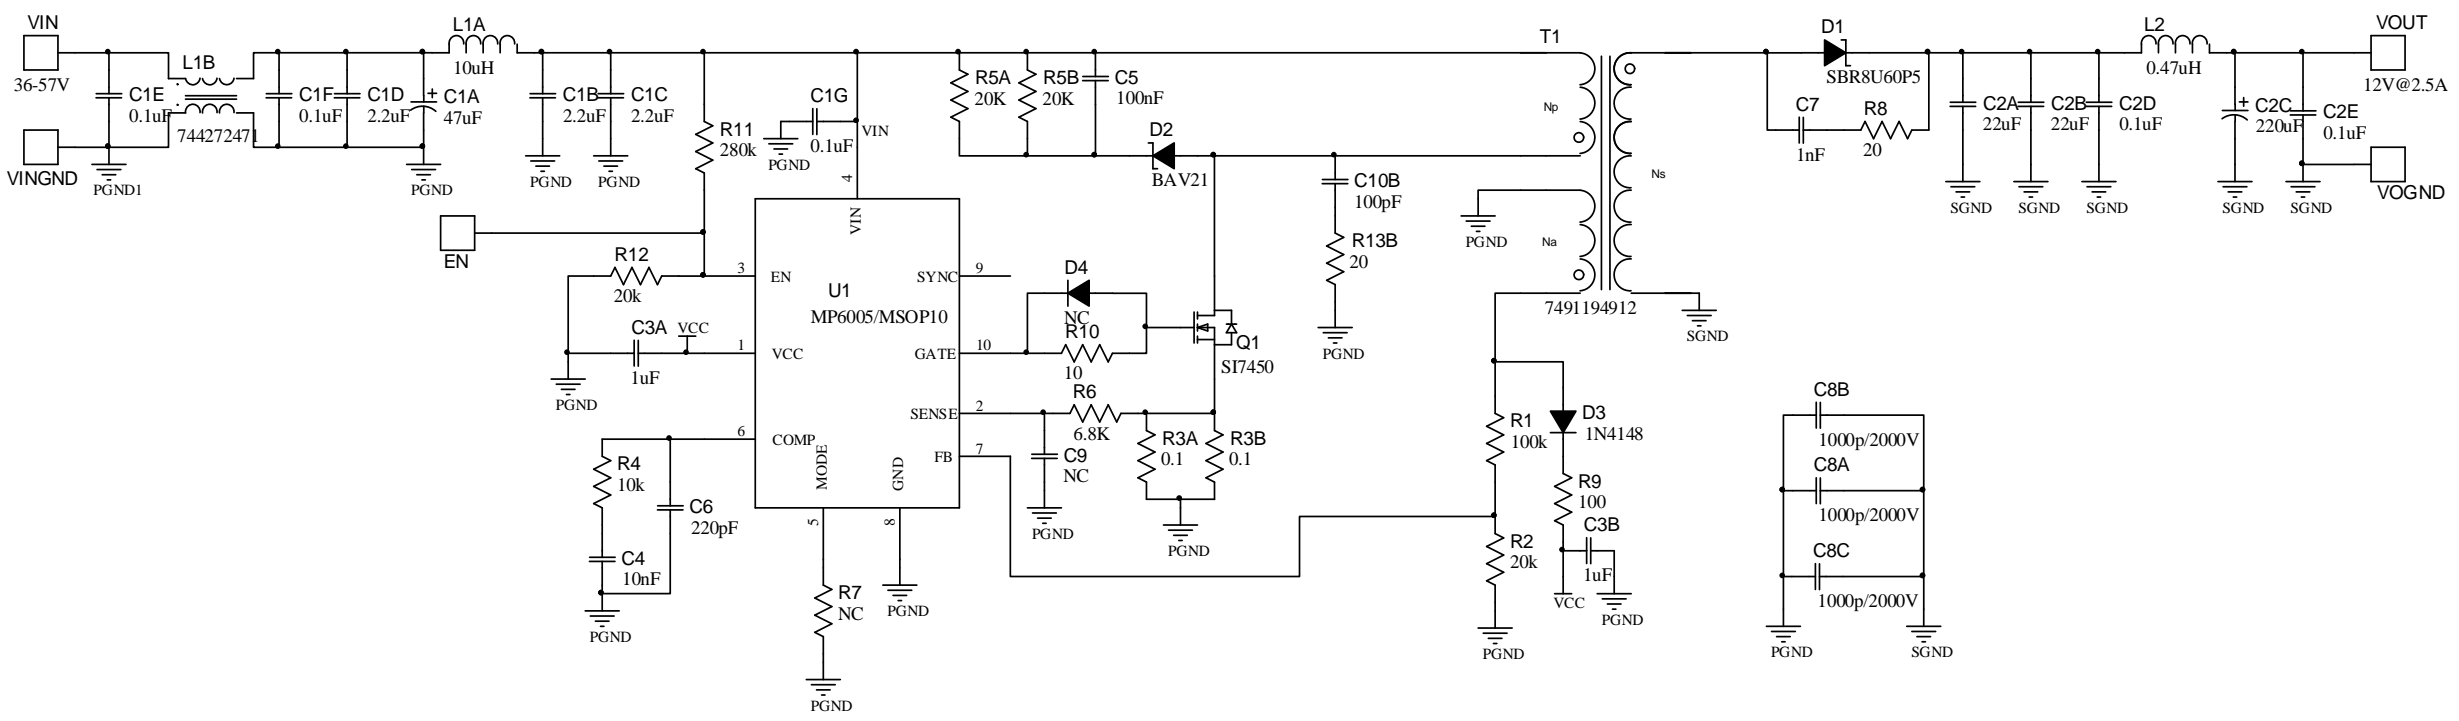 VIN
36-57V
VINGND
C1E
0.1uF
PGND1
L1B
744272471
C1F
0.1uF
C1D
2.2uF
C1A
47uF
PGND
L1A
10uH
C1B
2.2uF
PGND
C1C
2.2uF
PGND
R11
280k
EN
C1G
0.1uF
PGND
VIN
4
R5A
20K
R5B
20K
C5
100nF
D2
BAV21
C10B
100pF
R13B
20
PGND
T1
Np
Na
Ns
PGND
7491194912
SGND
D1
SBR8U60P5
C7
1nF
R8
20
C2A
22uF
SGND
C2B
22uF
SGND
C2D
0.1uF
SGND
L2
0.47uH
C2C
220uF
SGND
C2E
0.1uF
SGND
VOUT
12V@2.5A
VOGND
R12
20k
C3A
1uF
VCC
PGND
R4
10k
C4
10nF
C6
220pF
PGND
U1
MP6005/MSOP10
VIN
3
EN
1
VCC
6
COMP
MODE
5
GND
8
SYNC
9
GATE
10
SENSE
2
FB
7
R7
NC
PGND
PGND
D4
NC
R10
10
Q1
SI7450
R6
6.8K
C9
NC
PGND
R3A
0.1
R3B
0.1
PGND
R1
100k
R2
20k
PGND
D3
1N4148
R9
100
C3B
1uF
VCC
PGND
C8B
1000p/2000V
C8A
1000p/2000V
C8C
1000p/2000V
PGND
SGND